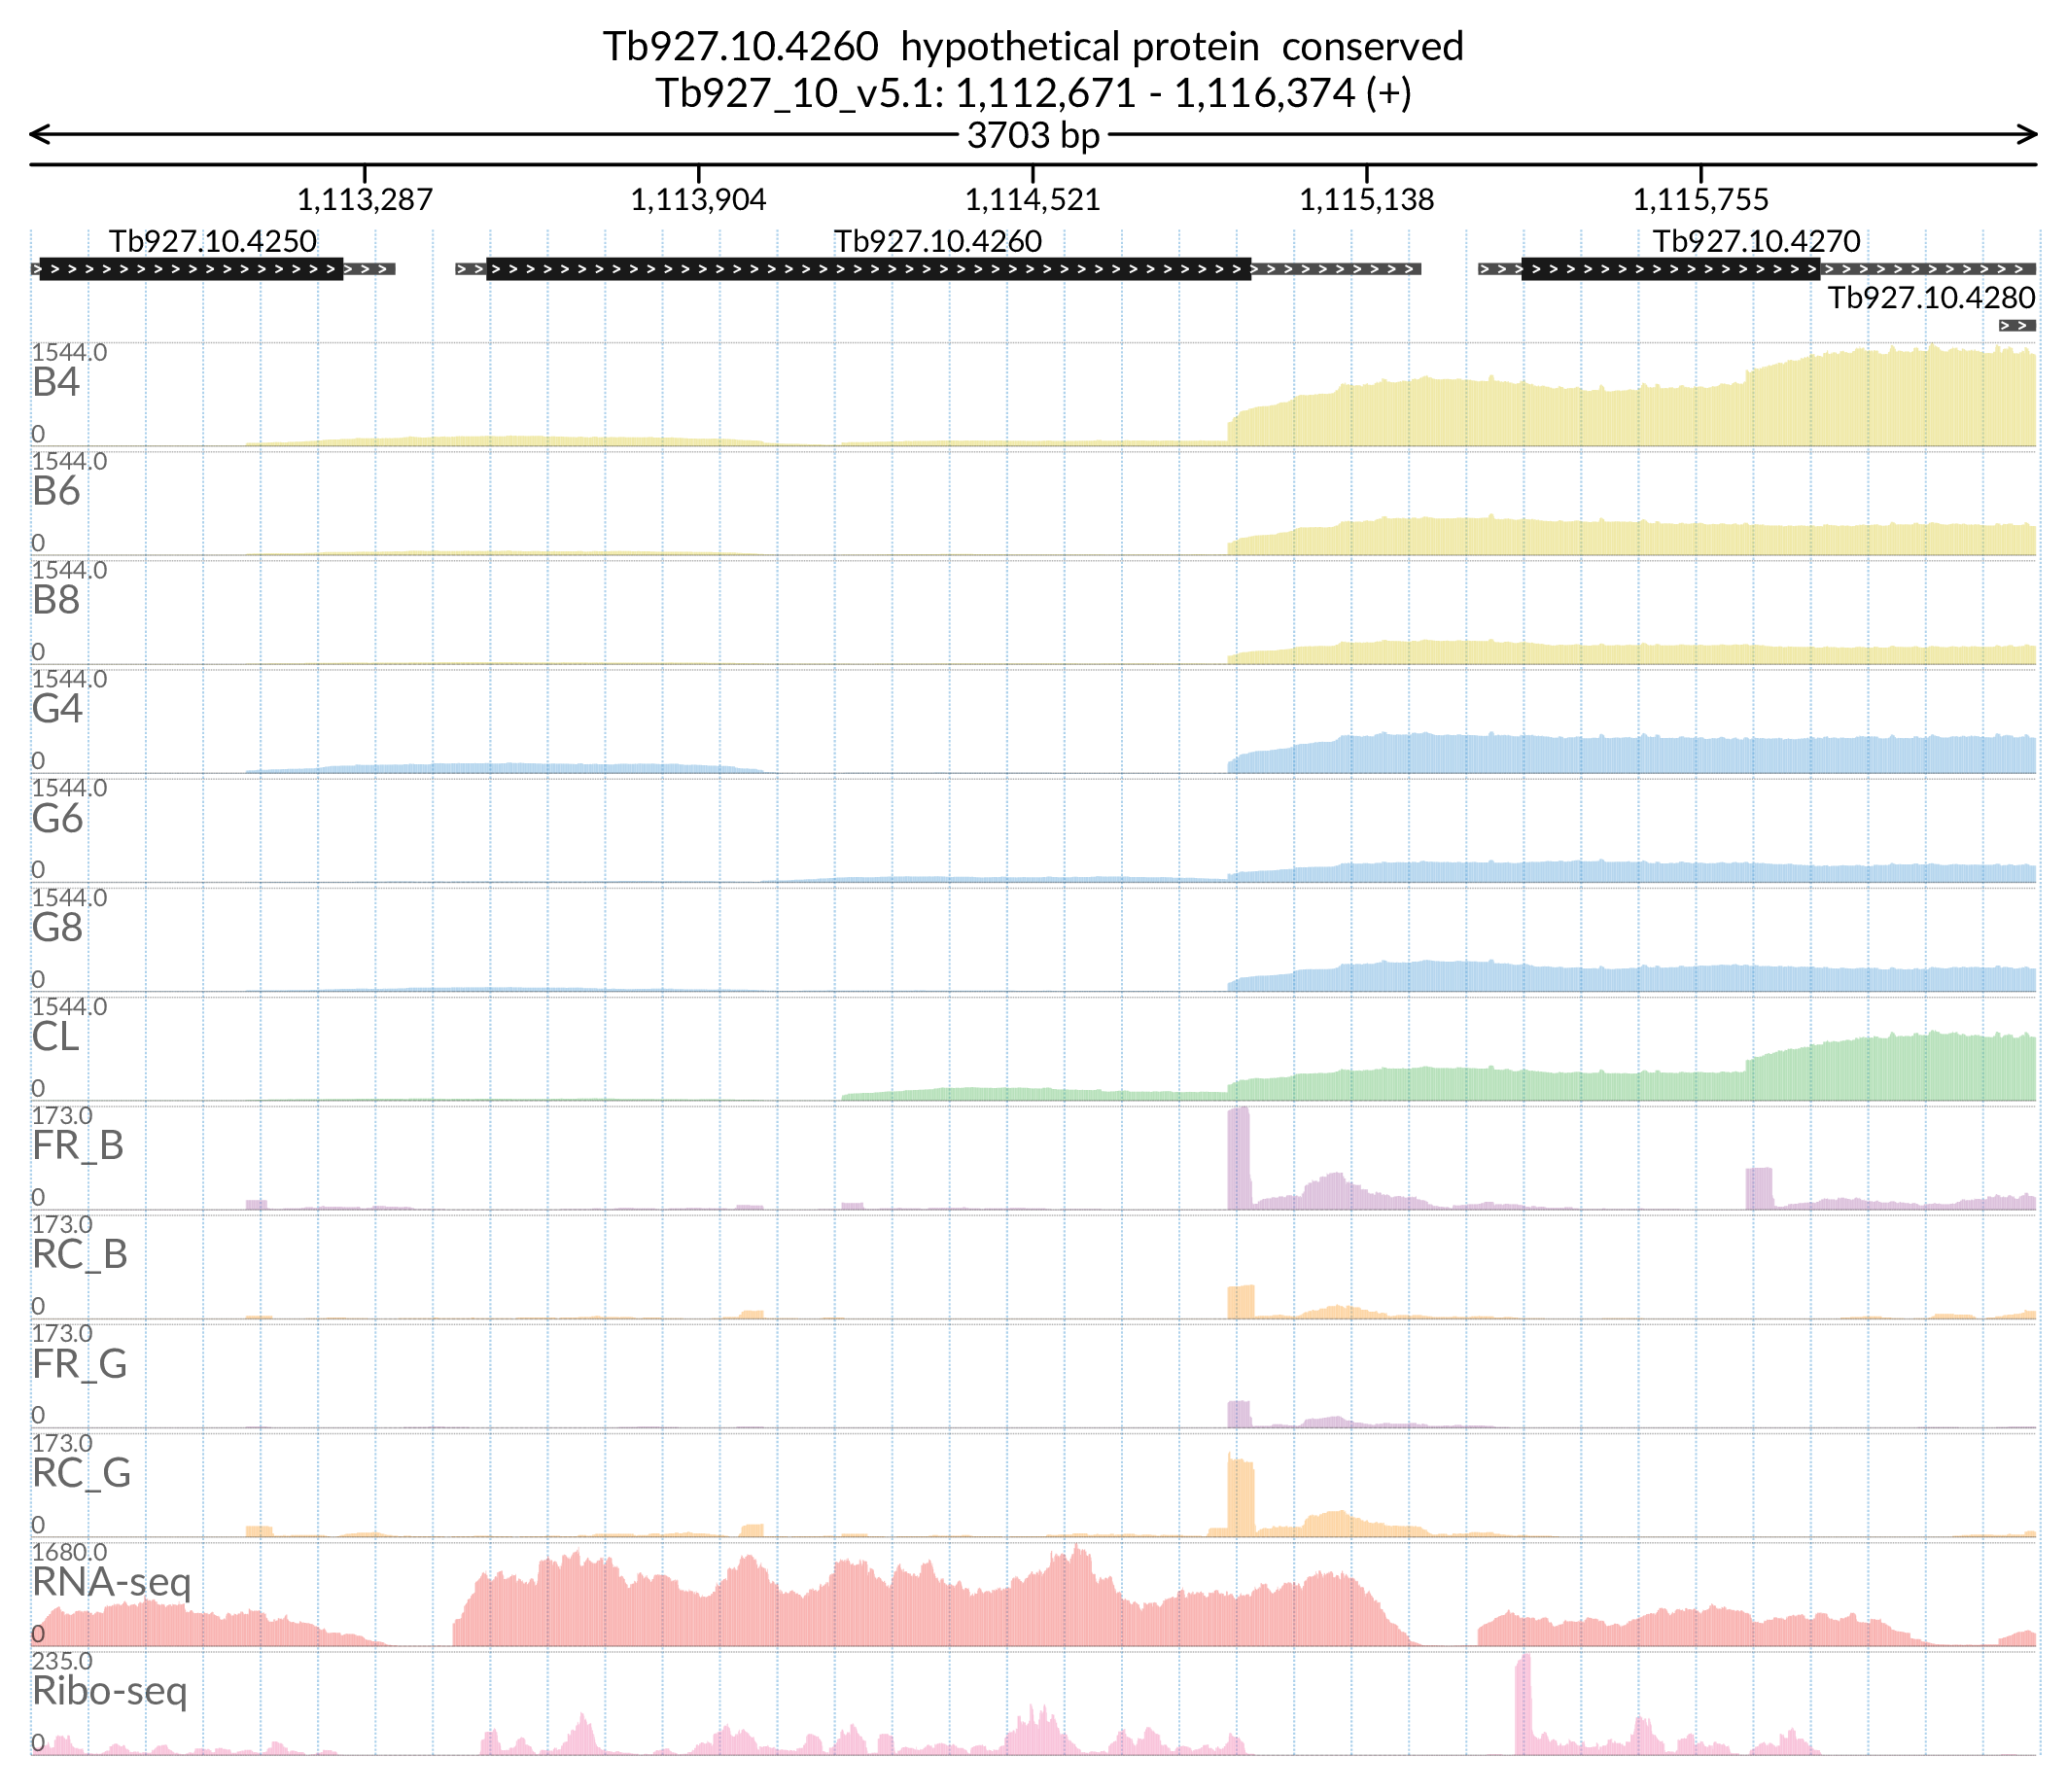 Tb927.10.4260  hypothetical protein  conserved
Tb927_10_v5.1: 1,112,671 - 1,116,374 (+)
3703 bp
1,113,287 1,113,904 1,114,521 1,115,138 1,115,755
Tb927.10.4250 Tb927.10.4260 Tb927.10.4270
Tb927.10.4280
1544.0
B4
0
1544.0
B6
0
1544.0
B8
0
1544.0
G4
0
1544.0
G6
0
1544.0
G8
0
1544.0
CL
0
173.0
FR_B
0
173.0
RC_B
0
173.0
FR_G
0
173.0
RC_G
0
1680.0
RNA-seq
0
235.0
Ribo-seq
0